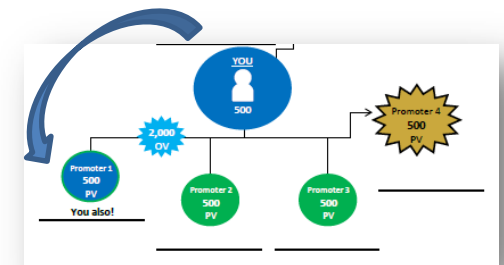 YOU
500
Promoter 4
500
PV
2,000
OV
Promoter 1
500
PV
You also!
Promoter 2
500
PV
Promoter 3
500
PV